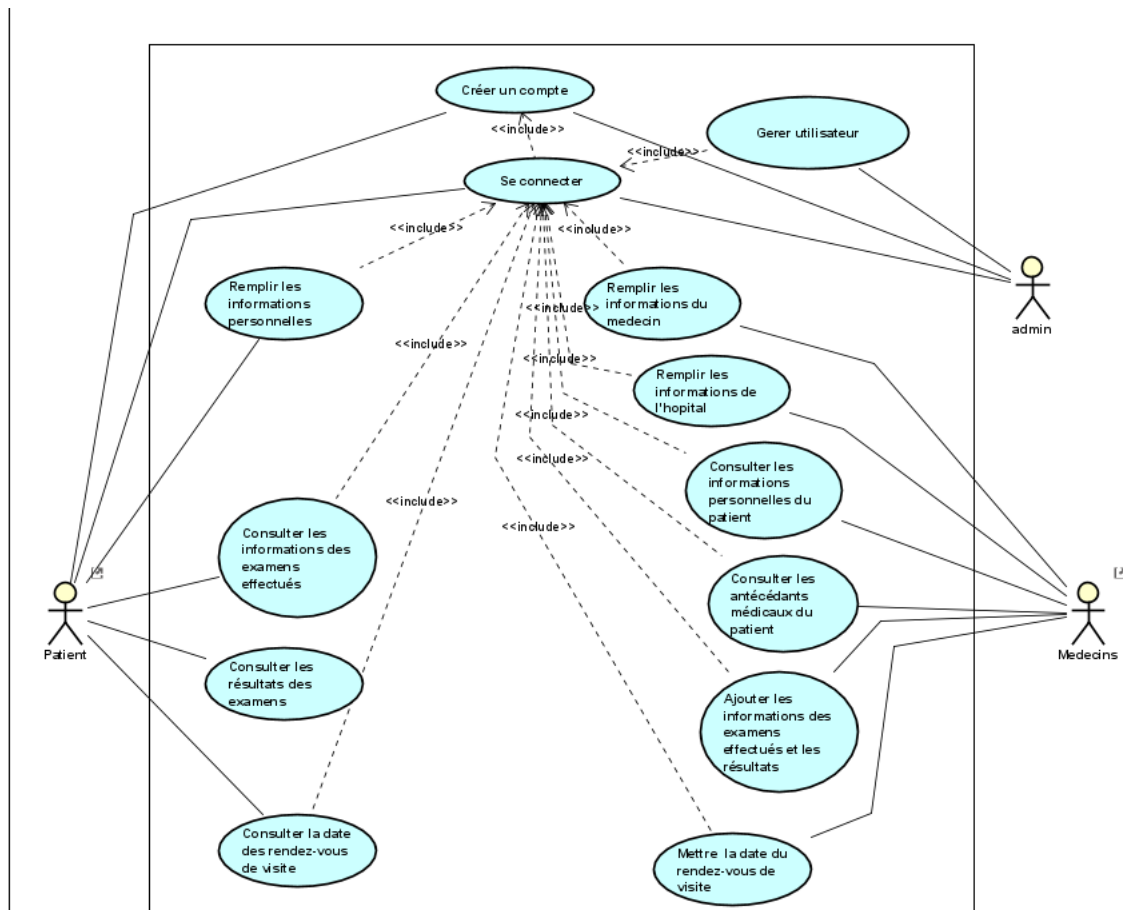 Créer un compte
<<include>>
Gerer utilisateur
<<include>>
Se connecter
<<include>>
<<include>>
Remplir les
informations
personnelles
Remplir les
informations du
medecin
admin
<<include>>
<<include>>
<<include>>
Remplir les
informations de
l'hopital
<<include>>
<<include>>
Consulter les
informations
personnelles du
patient
<<include>>
<<include>>
Consulter les
informations des
examens
effectués
Consulter les
antécédants
médicaux du
patient
Patient
Medecins
Consulter les
résultats des
examens
Ajouter les
informations des
examens
effectués et les
résultats
Consulter la date
des rendez-vous
de visite
Mettre la date du
rendez-vous de
visite